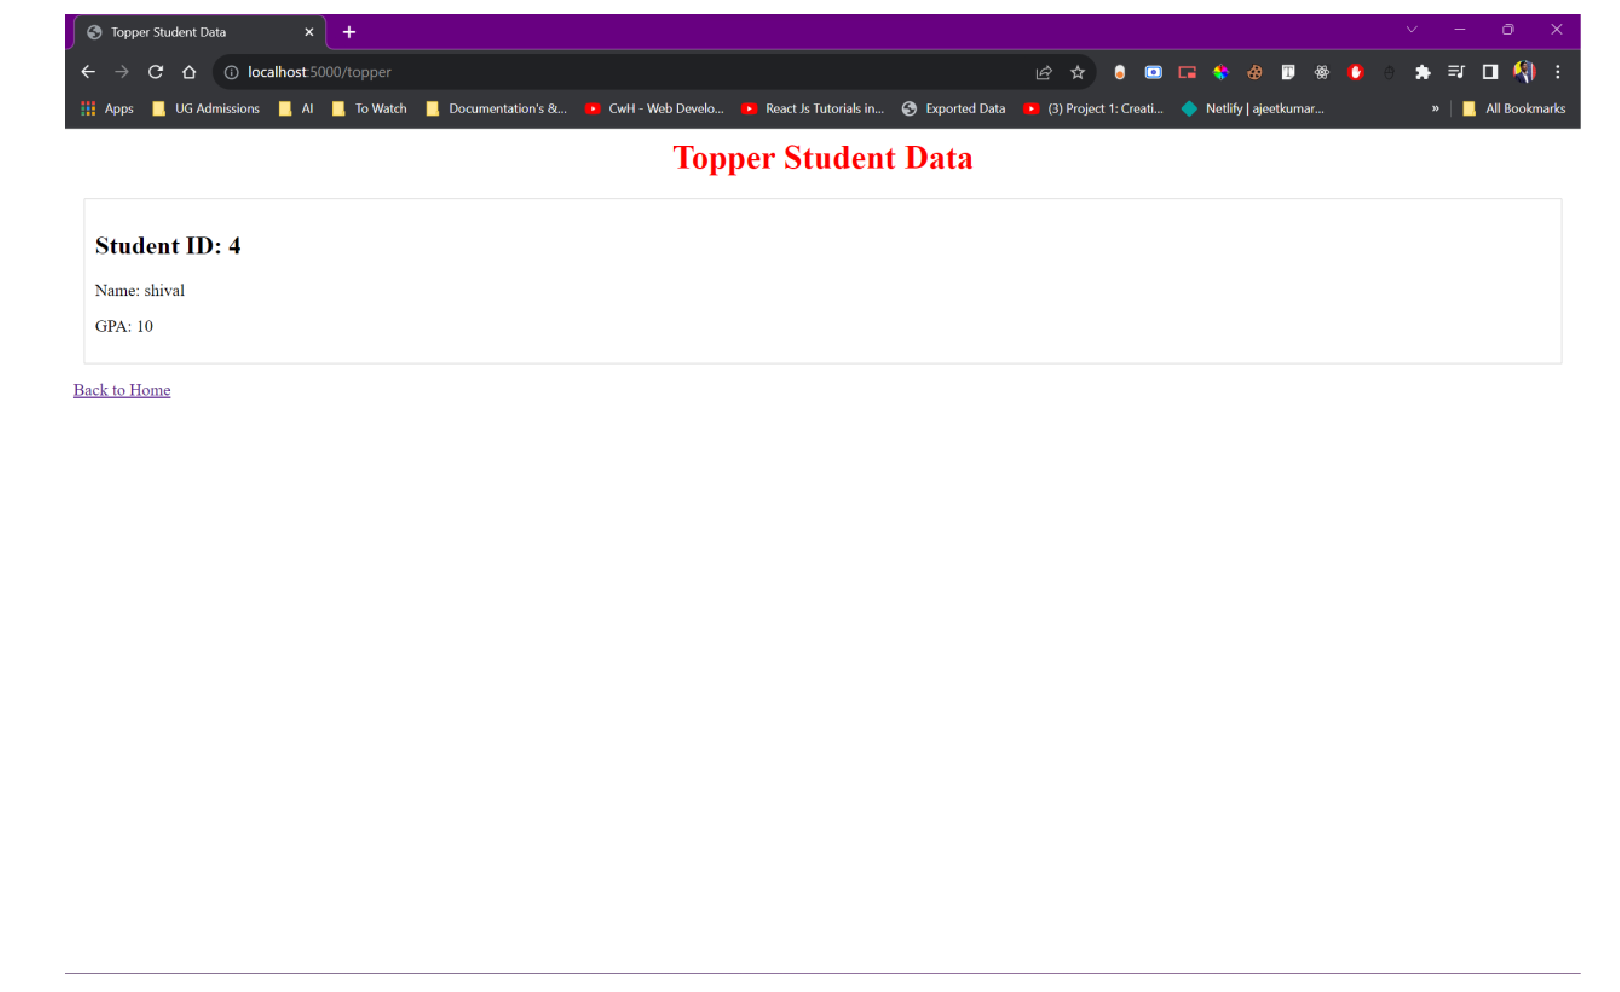 Topper Student Data
localhost:5000/topper
Apps UG Admissions AI To Watch Documentation's &... CwH - Web Develo... React Js Tutorials in... Exported Data (3) Project 1: Creati... Netlify | ajeetkumar... » All Bookmarks
Topper Student Data
Student ID: 4
Name: shival
GPA: 10
Back to Home